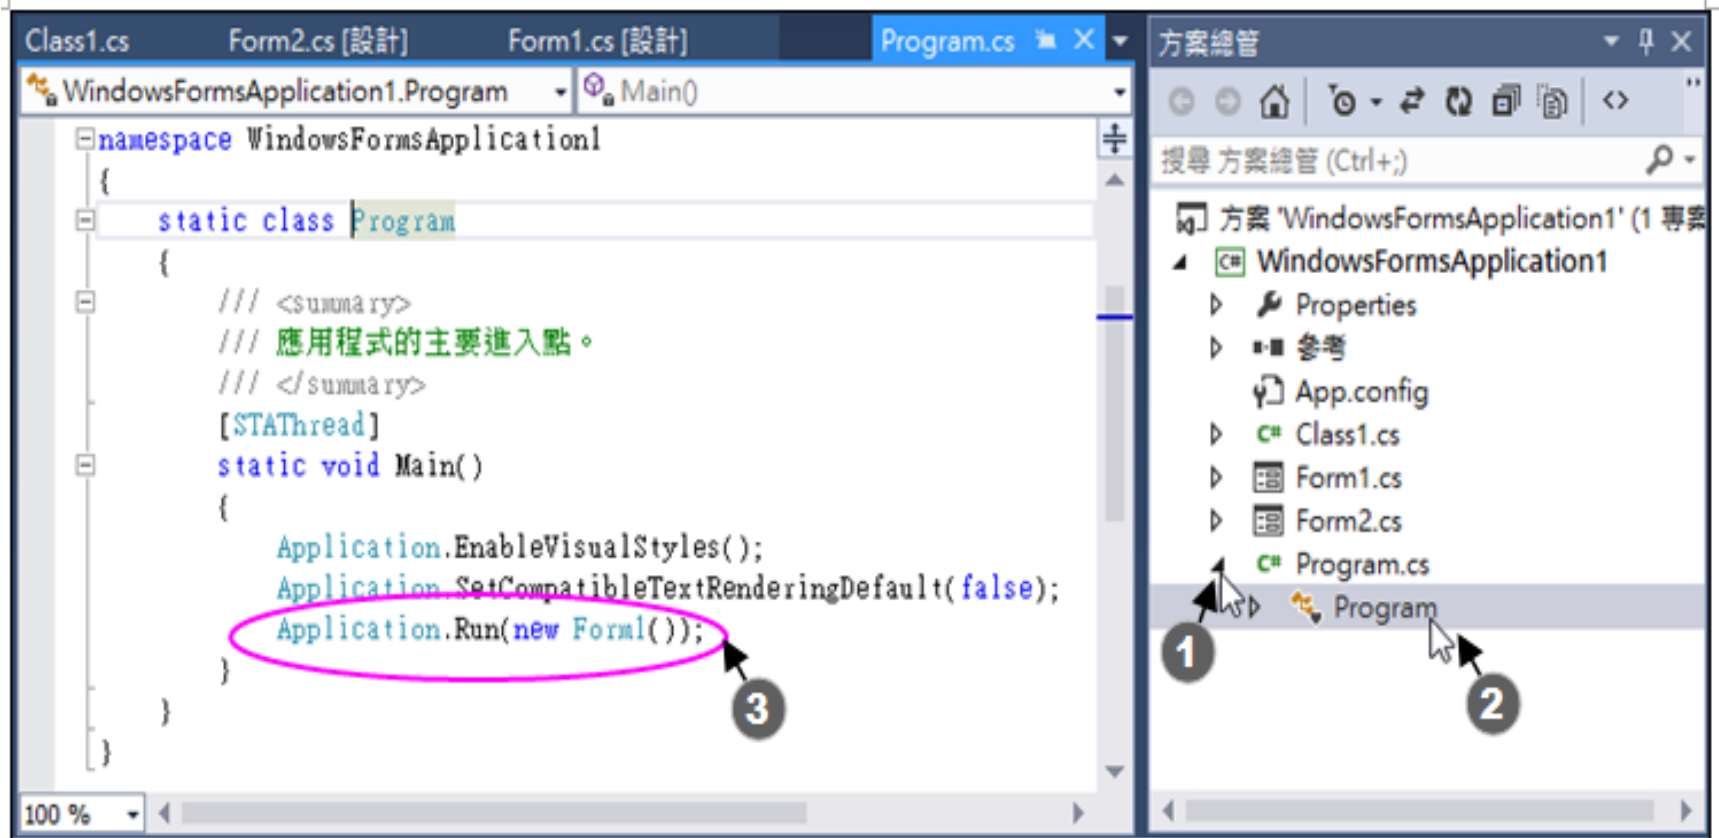 Class1.cs
Form2.cs [設計]
Form1.cs [設計]
Program.cs
WindowsFormsApplication1.Program
Main()
namespace WindowsFormsApplication1
{
static class Program
{
/// <summary>
/// 應用程式的主要進入點。
/// </summary>
[STAThread]
static void Main()
{
Application.EnableVisualStyles();
Application.SetCompatibleTextRenderingDefault(false);
Application.Run(new Form1());
}
}
}
3
100 %
方案總管
搜尋 方案總管 (Ctrl+;)
方案 'WindowsFormsApplication1' (1 專案
C# WindowsFormsApplication1
Properties
參考
App.config
C# Class1.cs
Form1.cs
Form2.cs
C# Program.cs
Program
1
2